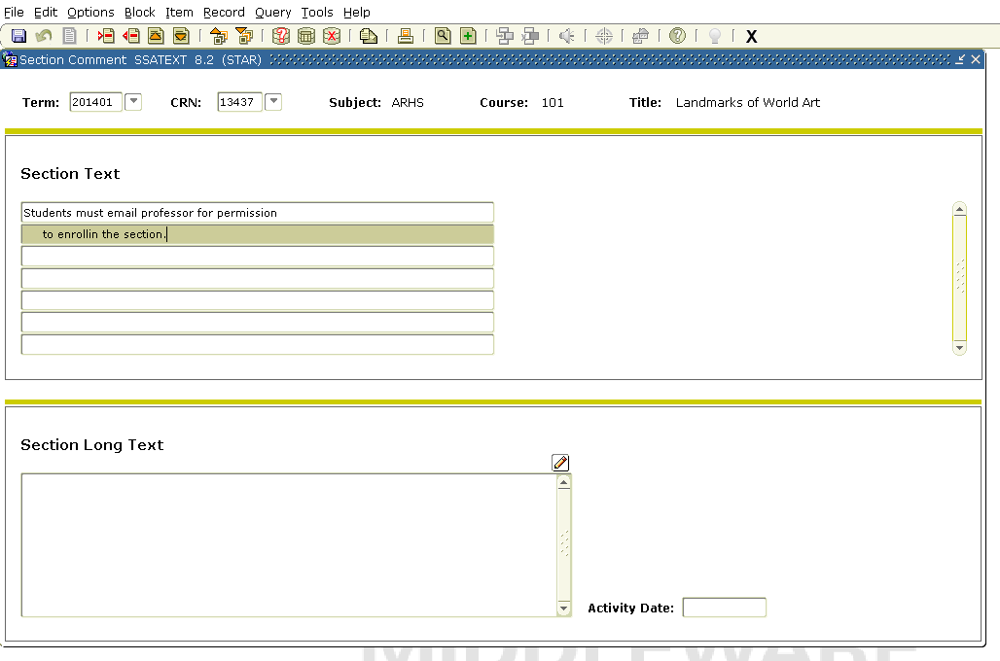 File Edit Options Block Item Record Query Tools Help
X
Section Comment SSATEXT 8.2 (STAR)
Term: 201401 CRN: 13437 Subject: ARHS Course: 101 Title: Landmarks of World Art
Section Text
Students must email professor for permission
to enrollin the section.
Section Long Text
Activity Date:
MIDDLEWARE